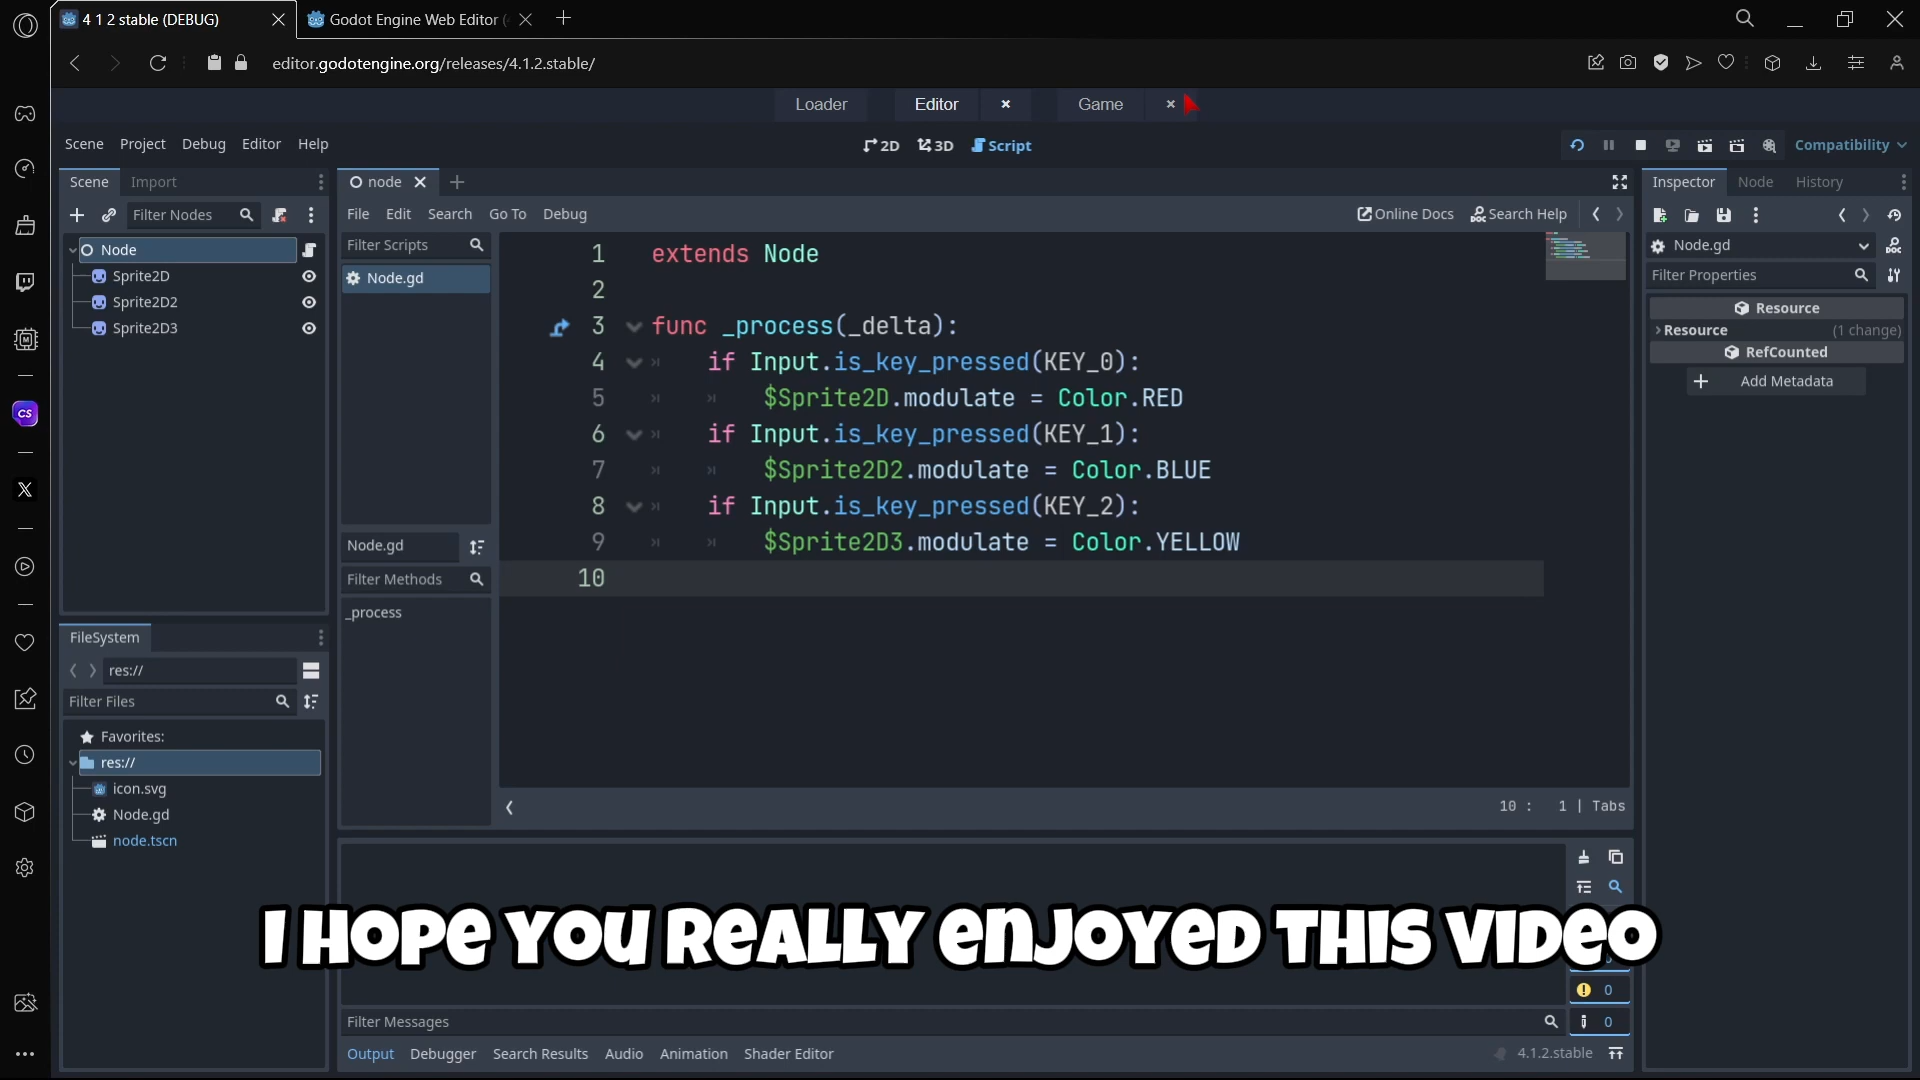 4 1 2 stable (DEBUG)
Godot Engine Web Editor (
editor.godotengine.org/releases/4.1.2.stable/
Loader Editor Game
Scene Project Debug Editor Help
2D 3D Script
Compatibility
Scene Import
Filter Nodes
Node
Sprite2D
Sprite2D2
Sprite2D3
FileSystem
res://
Filter Files
Favorites:
res://
icon.svg
Node.gd
node.tscn
node
File Edit Search Go To Debug
Online Docs Search Help
Filter Scripts
Node.gd
Node.gd
Filter Methods
_process
1 extends Node
2
3 func _process(_delta):
4 if Input.is_key_pressed(KEY_0):
5 $Sprite2D.modulate = Color.RED
6 if Input.is_key_pressed(KEY_1):
7 $Sprite2D2.modulate = Color.BLUE
8 if Input.is_key_pressed(KEY_2):
9 $Sprite2D3.modulate = Color.YELLOW
10
10 : 1 | Tabs
I HOPE YOU REALLY ENJOYED THIS VIDEO
0
0
Filter Messages
Output Debugger Search Results Audio Animation Shader Editor
4.1.2.stable
Inspector Node History
Node.gd
Filter Properties
Resource
Resource (1 change)
RefCounted
Add Metadata
CS
X